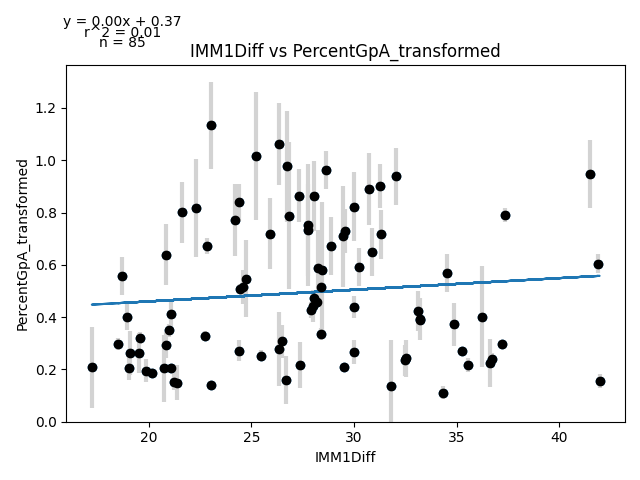 y = 0.00x + 0.37
r^2 = 0.01
n = 85
IMM1Diff vs PercentGpA_transformed
PercentGpA_transformed
1.2
1.0
0.8
0.6
0.4
0.2
0.0
20 25 30 35 40
IMM1Diff